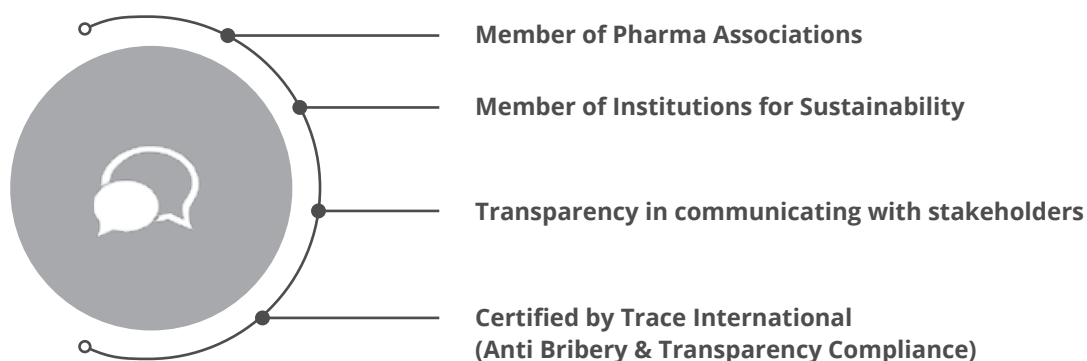 Member of Pharma Associations
Member of Institutions for Sustainability
Transparency in communicating with stakeholders
Certified by Trace International
(Anti Bribery & Transparency Compliance)